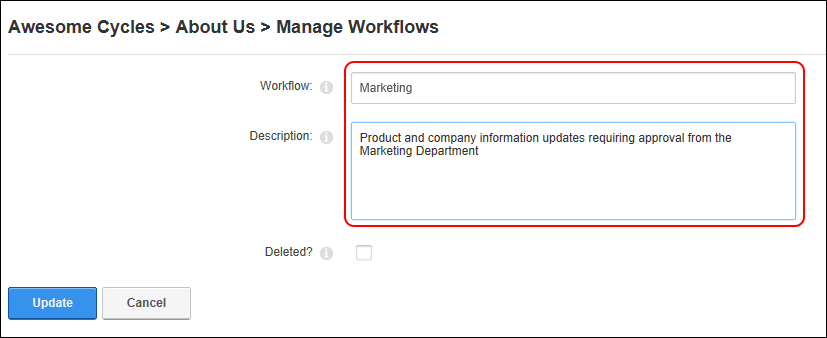 Awesome Cycles > About Us > Manage Workflows
Workflow:
Marketing
Description:
Product and company information updates requiring approval from the
Marketing Department
Deleted?
Update Cancel